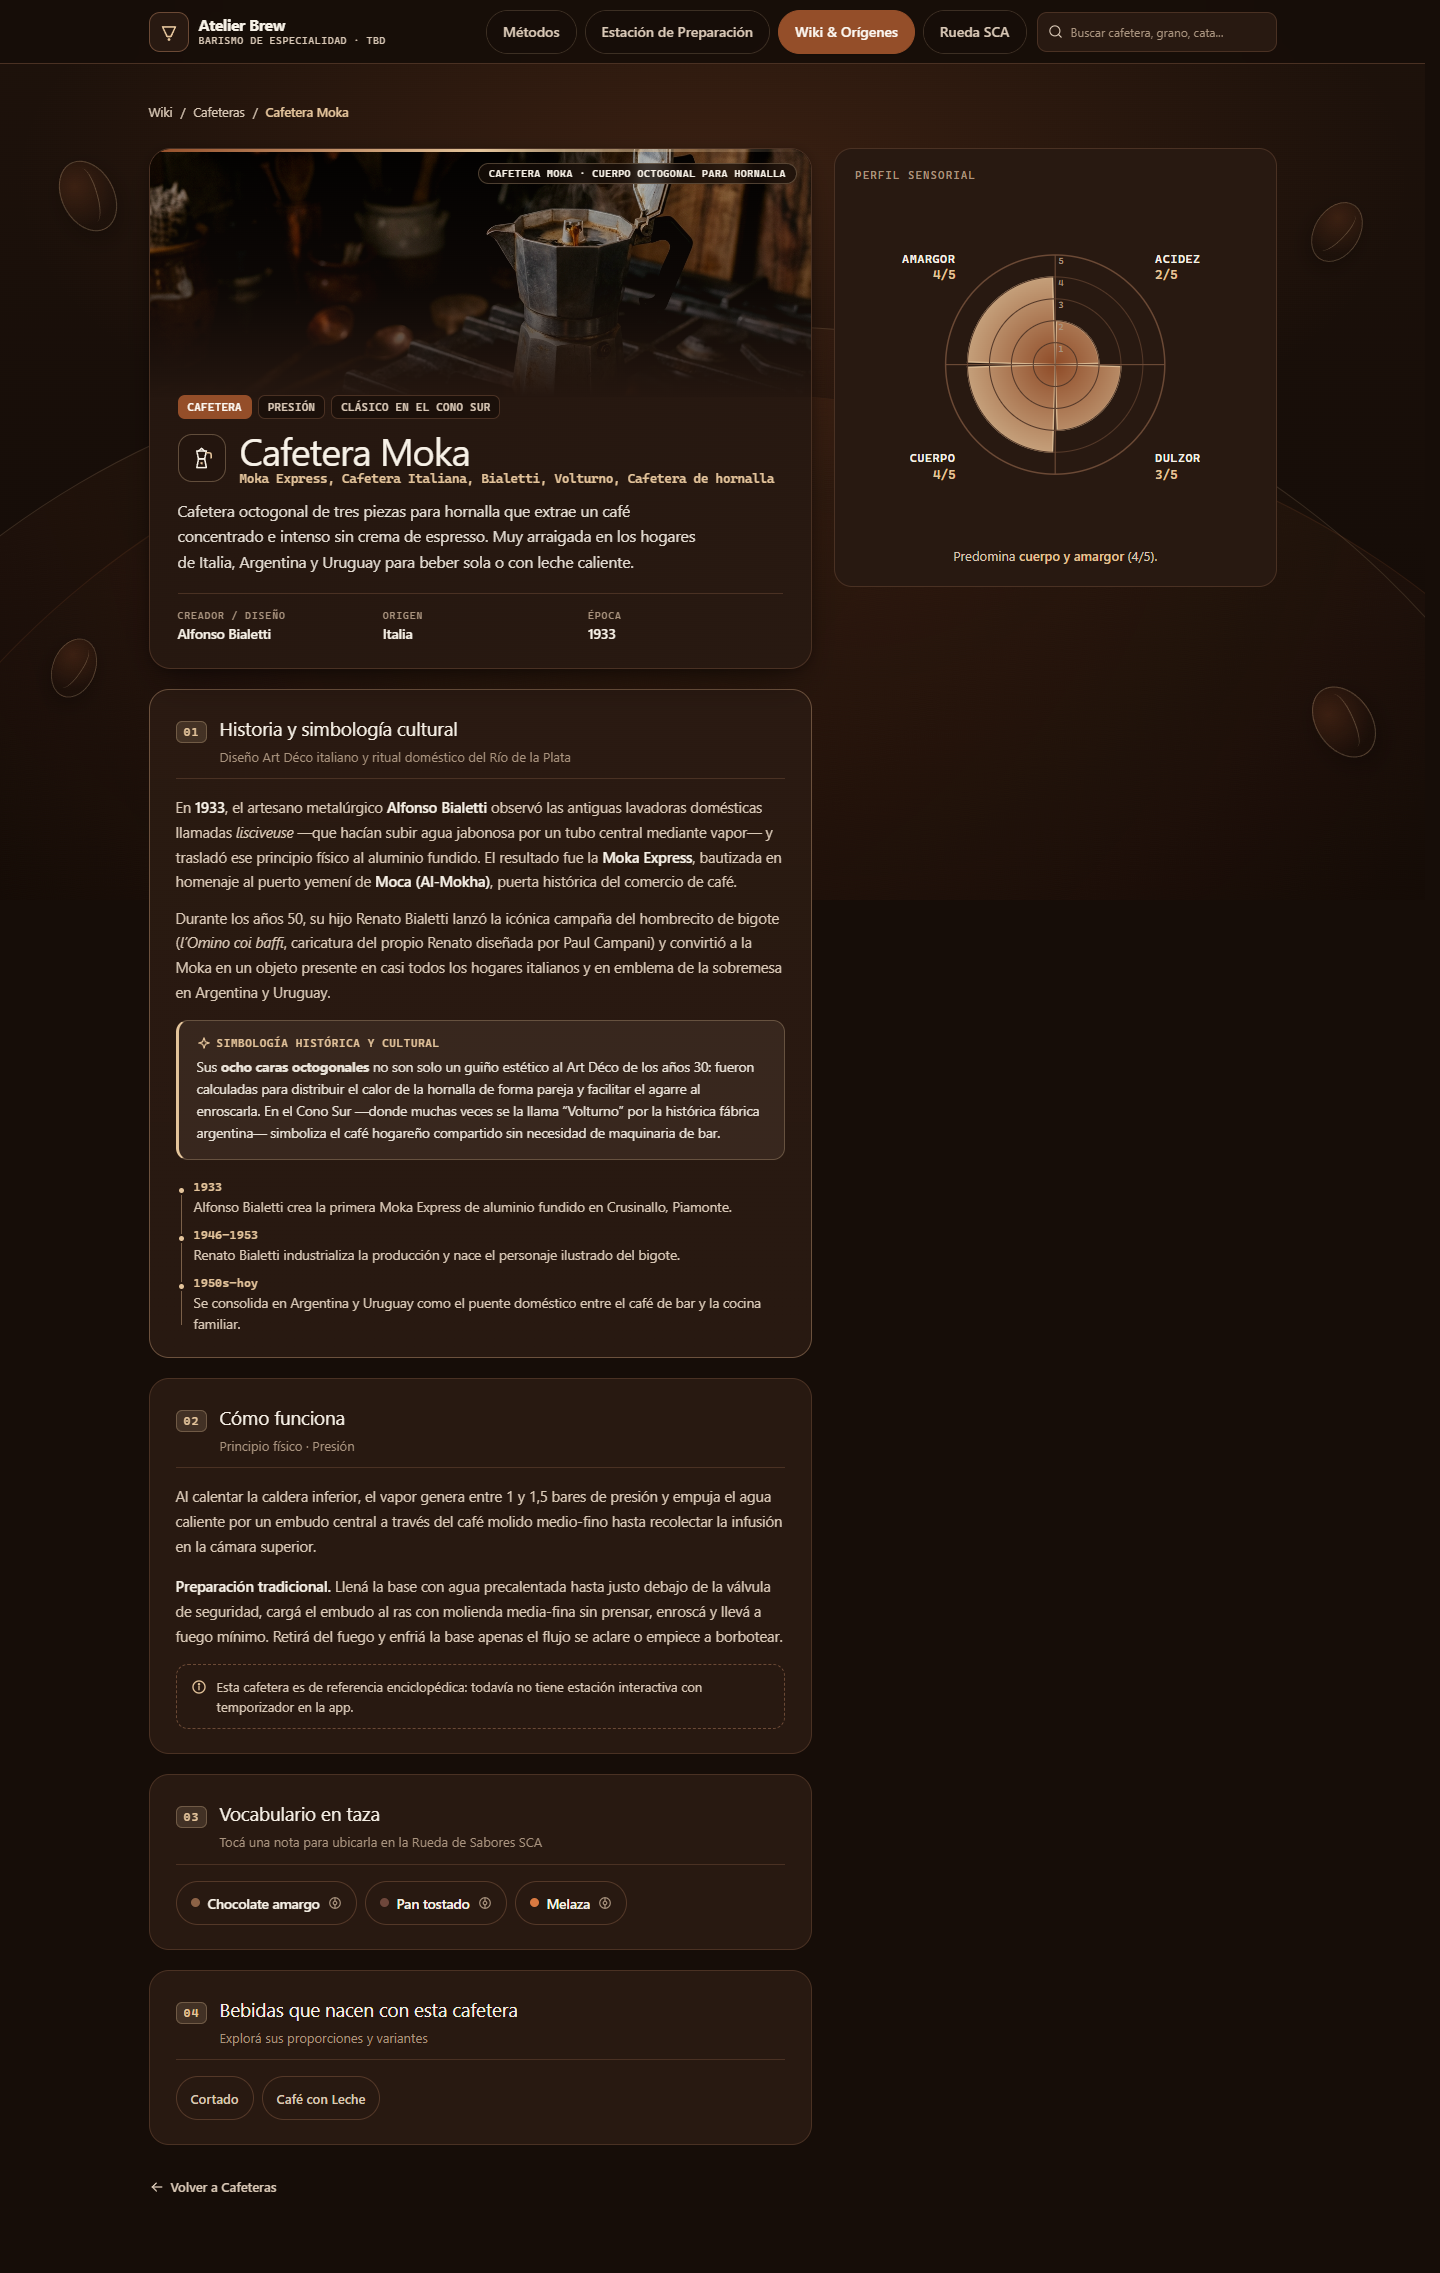 Atelier Brew
BARISMO DE ESPECIALIDAD · TBD
Métodos
Estación de Preparación
Wiki & Orígenes
Rueda SCA
Buscar cafetera, grano, cata...
Wiki / Cafeteras / Cafetera Moka
CAFETERA MOKA · CUERPO OCTOGONAL PARA HORNALLA
CAFETERA
PRESIÓN
CLÁSICO EN EL CONO SUR
Cafetera Moka
Moka Express, Cafetera Italiana, Bialetti, Volturno, Cafetera de hornalla
Cafetera octogonal de tres piezas para hornalla que extrae un café
concentrado e intenso sin crema de espresso. Muy arraigada en los hogares
de Italia, Argentina y Uruguay para beber sola o con leche caliente.
CREADOR / DISEÑO
Alfonso Bialetti
ORIGEN
Italia
ÉPOCA
1933
PERFIL SENSORIAL
AMARGOR
4/5
ACIDEZ
2/5
5
4
3
2
1
CUERPO
4/5
DULZOR
3/5
Predomina cuerpo y amargor (4/5).
01
Historia y simbología cultural
Diseño Art Déco italiano y ritual doméstico del Río de la Plata
En 1933, el artesano metalúrgico Alfonso Bialetti observó las antiguas lavadoras domésticas
llamadas lisciveuse —que hacían subir agua jabonosa por un tubo central mediante vapor— y
trasladó ese principio físico al aluminio fundido. El resultado fue la Moka Express, bautizada en
homenaje al puerto yemení de Moca (Al-Mokha), puerta histórica del comercio de café.
Durante los años 50, su hijo Renato Bialetti lanzó la icónica campaña del hombrecito de bigote
(l’Omino coi baffi, caricatura del propio Renato diseñada por Paul Campani) y convirtió a la
Moka en un objeto presente en casi todos los hogares italianos y en emblema de la sobremesa
en Argentina y Uruguay.
SIMBOLOGÍA HISTÓRICA Y CULTURAL
Sus ocho caras octogonales no son solo un guiño estético al Art Déco de los años 30: fueron
calculadas para distribuir el calor de la hornalla de forma pareja y facilitar el agarre al
enroscarla. En el Cono Sur —donde muchas veces se la llama “Volturno” por la histórica fábrica
argentina— simboliza el café hogareño compartido sin necesidad de maquinaria de bar.
1933
Alfonso Bialetti crea la primera Moka Express de aluminio fundido en Crusinallo, Piamonte.
1946–1953
Renato Bialetti industrializa la producción y nace el personaje ilustrado del bigote.
1950s–hoy
Se consolida en Argentina y Uruguay como el puente doméstico entre el café de bar y la cocina
familiar.
02
Cómo funciona
Principio físico · Presión
Al calentar la caldera inferior, el vapor genera entre 1 y 1,5 bares de presión y empuja el agua
caliente por un embudo central a través del café molido medio-fino hasta recolectar la infusión
en la cámara superior.
Preparación tradicional. Llená la base con agua precalentada hasta justo debajo de la válvula
de seguridad, cargá el embudo al ras con molienda media-fina sin prensar, enroscá y llevá a
fuego mínimo. Retirá del fuego y enfriá la base apenas el flujo se aclare o empiece a borbotear.
Esta cafetera es de referencia enciclopédica: todavía no tiene estación interactiva con
temporizador en la app.
03
Vocabulario en taza
Tocá una nota para ubicarla en la Rueda de Sabores SCA
Chocolate amargo
Pan tostado
Melaza
04
Bebidas que nacen con esta cafetera
Explorá sus proporciones y variantes
Cortado
Café con Leche
← Volver a Cafeteras